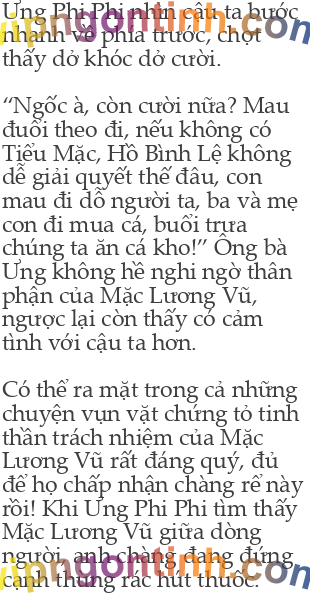 Ưng Phi Phi nhìn cậu ta bước
nhanh về phía trước, chợt
thấy dở khóc dở cười.
“Ngốc à, còn cười nữa? Mau
đuổi theo đi, nếu không có
Tiểu Mặc, Hồ Bình Lệ không
dễ giải quyết thế đâu, con
mau đi dỗ người ta, ba và mẹ
con đi mua cá, buổi trưa
chúng ta ăn cá kho!” Ông bà
Ưng không hề nghi ngờ thân
phận của Mặc Lương Vũ,
ngược lại còn thấy có cảm
tình với cậu ta hơn.
Có thể ra mặt trong cả những
chuyện vụn vặt chứng tỏ tinh
thần trách nhiệm của Mặc
Lương Vũ rất đáng quý, đủ
để họ chấp nhận chàng rể này
rồi! Khi Ưng Phi Phi tìm thấy
Mặc Lương Vũ giữa dòng
người, anh chàng đang đứng
cạnh thùng rác hút thuốc.